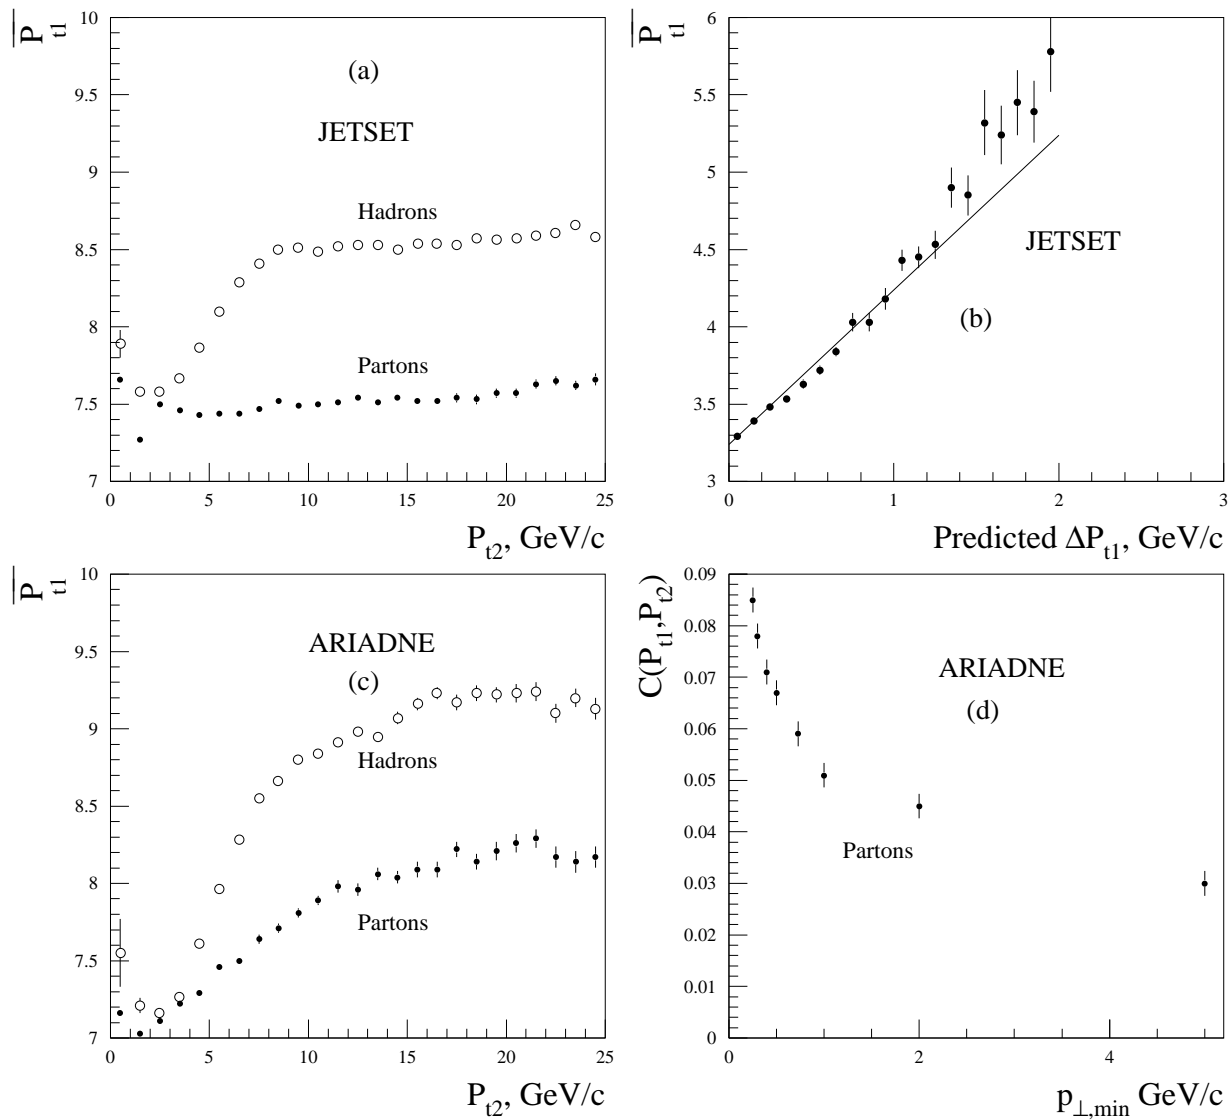 P̅t1
10
9.5
9
8.5
8
7.5
7
(a)
JETSET
Hadrons
Partons
0 5 10 15 20 25
Pt2, GeV/c
P̅t1
6
5.5
5
4.5
4
3.5
3
JETSET
(b)
0 1 2 3
Predicted ΔPt1, GeV/c
P̅t1
10
9.5
9
8.5
8
7.5
7
ARIADNE
(c)
Hadrons
Partons
0 5 10 15 20 25
Pt2, GeV/c
C(Pt1,Pt2)
0.09
0.08
0.07
0.06
0.05
0.04
0.03
0.02
0.01
0
ARIADNE
(d)
Partons
0 2 4
p⊥,min GeV/c